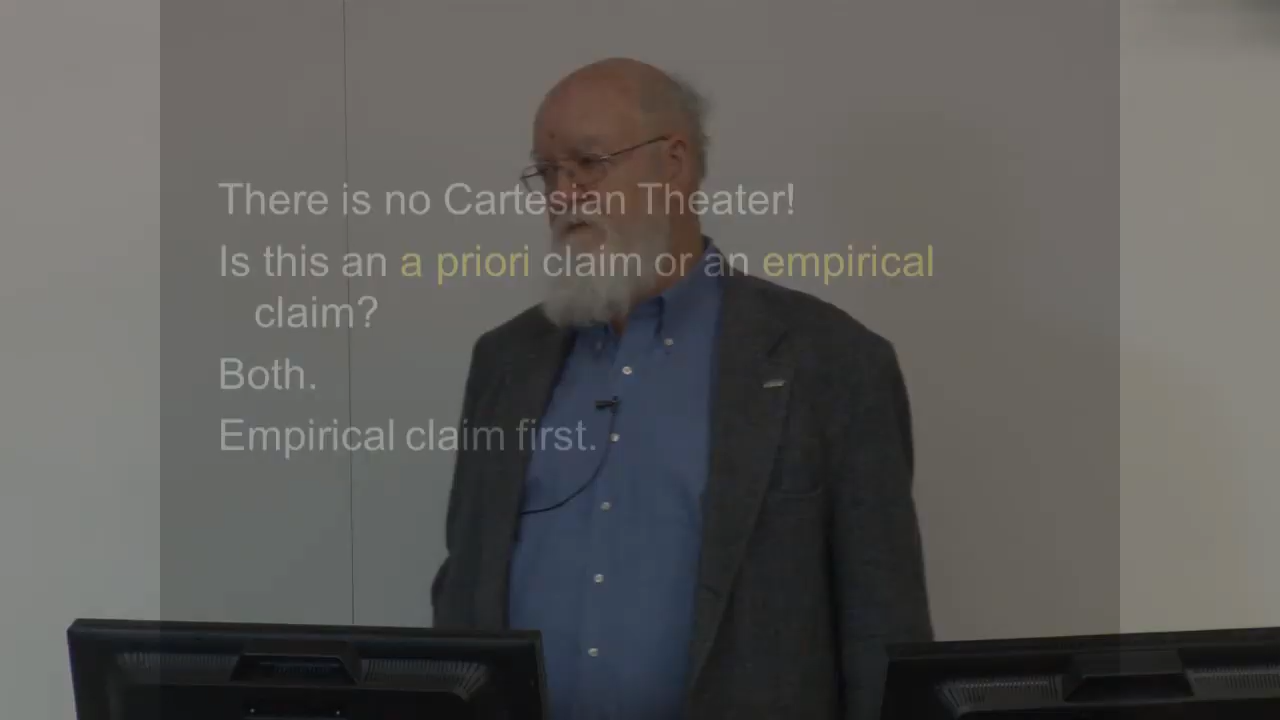 There is no Cartesian Theater!
Is this an a priori claim or an empirical
claim?
Both.
Empirical claim first.